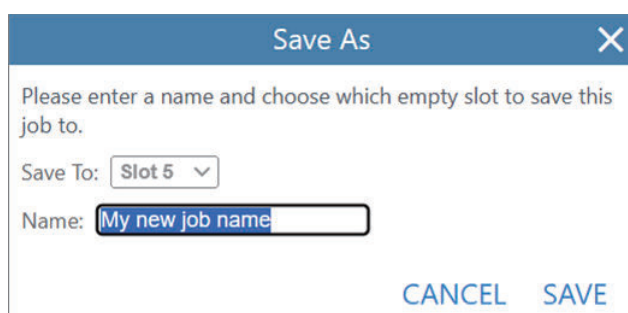 Save As
Please enter a name and choose which empty slot to save this
job to.
Save To: Slot 5
Name: My new job name
CANCEL SAVE